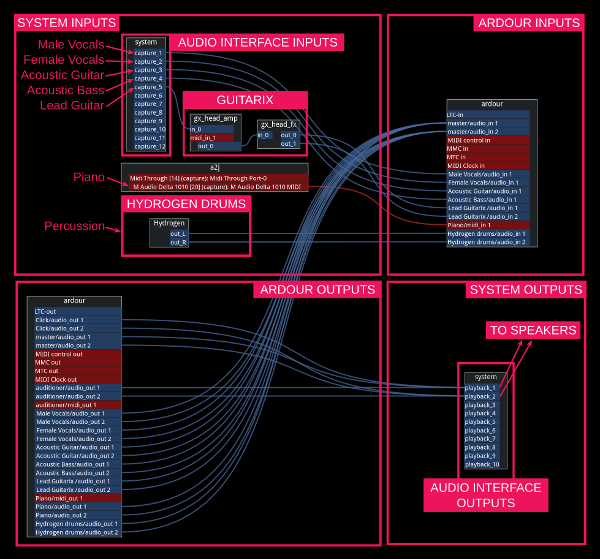 SYSTEM INPUTS
ARDOUR INPUTS
AUDIO INTERFACE INPUTS
Male Vocals
Female Vocals
Acoustic Guitar
Acoustic Bass
Lead Guitar
system
capture_1
capture_2
capture_3
capture_4
capture_5
capture_6
capture_7
capture_8
capture_9
capture_10
capture_11
capture_12
GUITARIX
gx_head_amp
in_0
midi_in_1
out_0
gx_head_fx
in_0
out_0
out_1
Piano
a2j
Midi Through [14] (capture): Midi Through Port-0
M Audio Delta 1010 [20] (capture): M Audio Delta 1010 MIDI
HYDROGEN DRUMS
Percussion
Hydrogen
out_L
out_R
ardour
LTC-in
master/audio_in 1
master/audio_in 2
MIDI control in
MMC in
MTC in
MIDI Clock in
Male Vocals/audio_in 1
Female Vocals/audio_in 1
Acoustic Guitar/audio_in 1
Acoustic Bass/audio_in 1
Lead Guitarix /audio_in 1
Lead Guitarix /audio_in 2
Piano/midi_in 1
Hydrogen drums/audio_in 1
Hydrogen drums/audio_in 2
ARDOUR OUTPUTS
ardour
LTC-out
Click/audio_out 1
Click/audio_out 2
master/audio_out 1
master/audio_out 2
MIDI control out
MMC out
MTC out
MIDI Clock out
auditioner/audio_out 1
auditioner/audio_out 2
auditioner/midi_out 1
Male Vocals/audio_out 1
Male Vocals/audio_out 2
Female Vocals/audio_out 1
Female Vocals/audio_out 2
Acoustic Guitar/audio_out 1
Acoustic Guitar/audio_out 2
Acoustic Bass/audio_out 1
Acoustic Bass/audio_out 2
Lead Guitarix /audio_out 1
Lead Guitarix /audio_out 2
Piano/midi_out 1
Piano/audio_out 1
Piano/audio_out 2
Hydrogen drums/audio_out 1
Hydrogen drums/audio_out 2
SYSTEM OUTPUTS
TO SPEAKERS
system
playback_1
playback_2
playback_3
playback_4
playback_5
playback_6
playback_7
playback_8
playback_9
playback_10
AUDIO INTERFACE
OUTPUTS